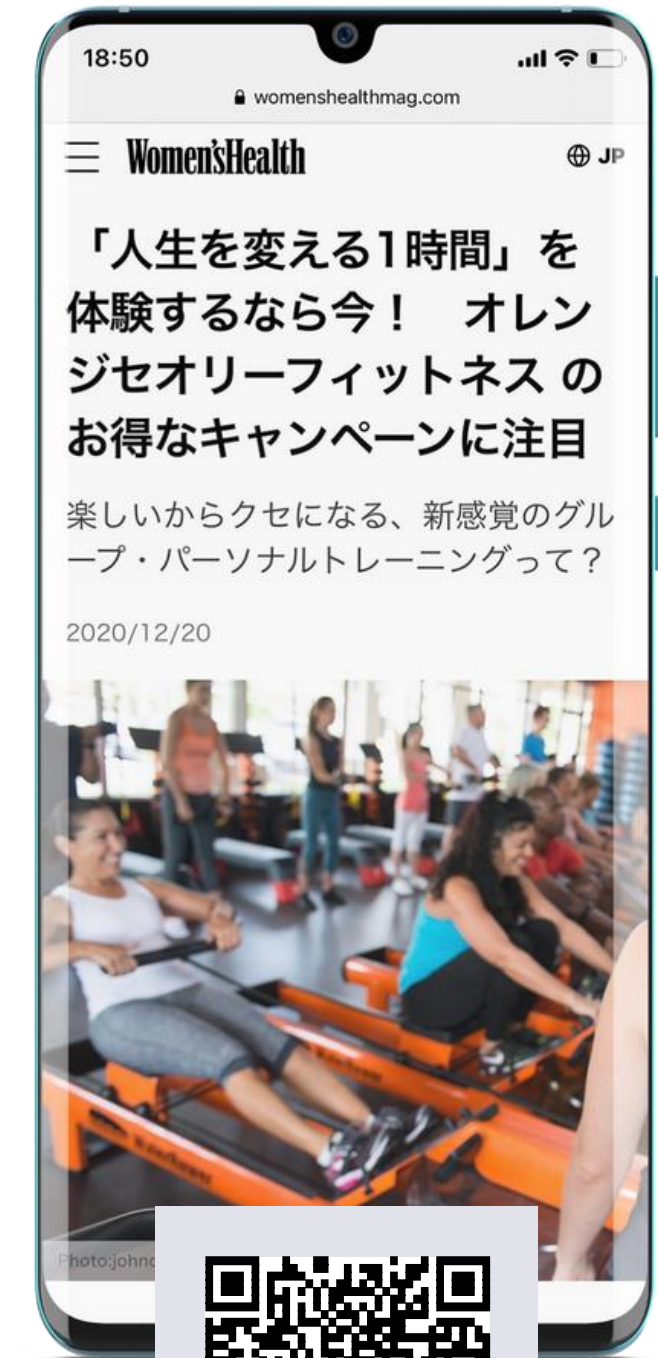 18:50
womenshealthmag.com
Women'sHealth
JP
「人生を変える1時間」を
体験するなら今！　オレン
ジセオリーフィットネス の
お得なキャンペーンに注目
楽しいからクセになる、新感覚のグル
ープ・パーソナルトレーニングって？
2020/12/20